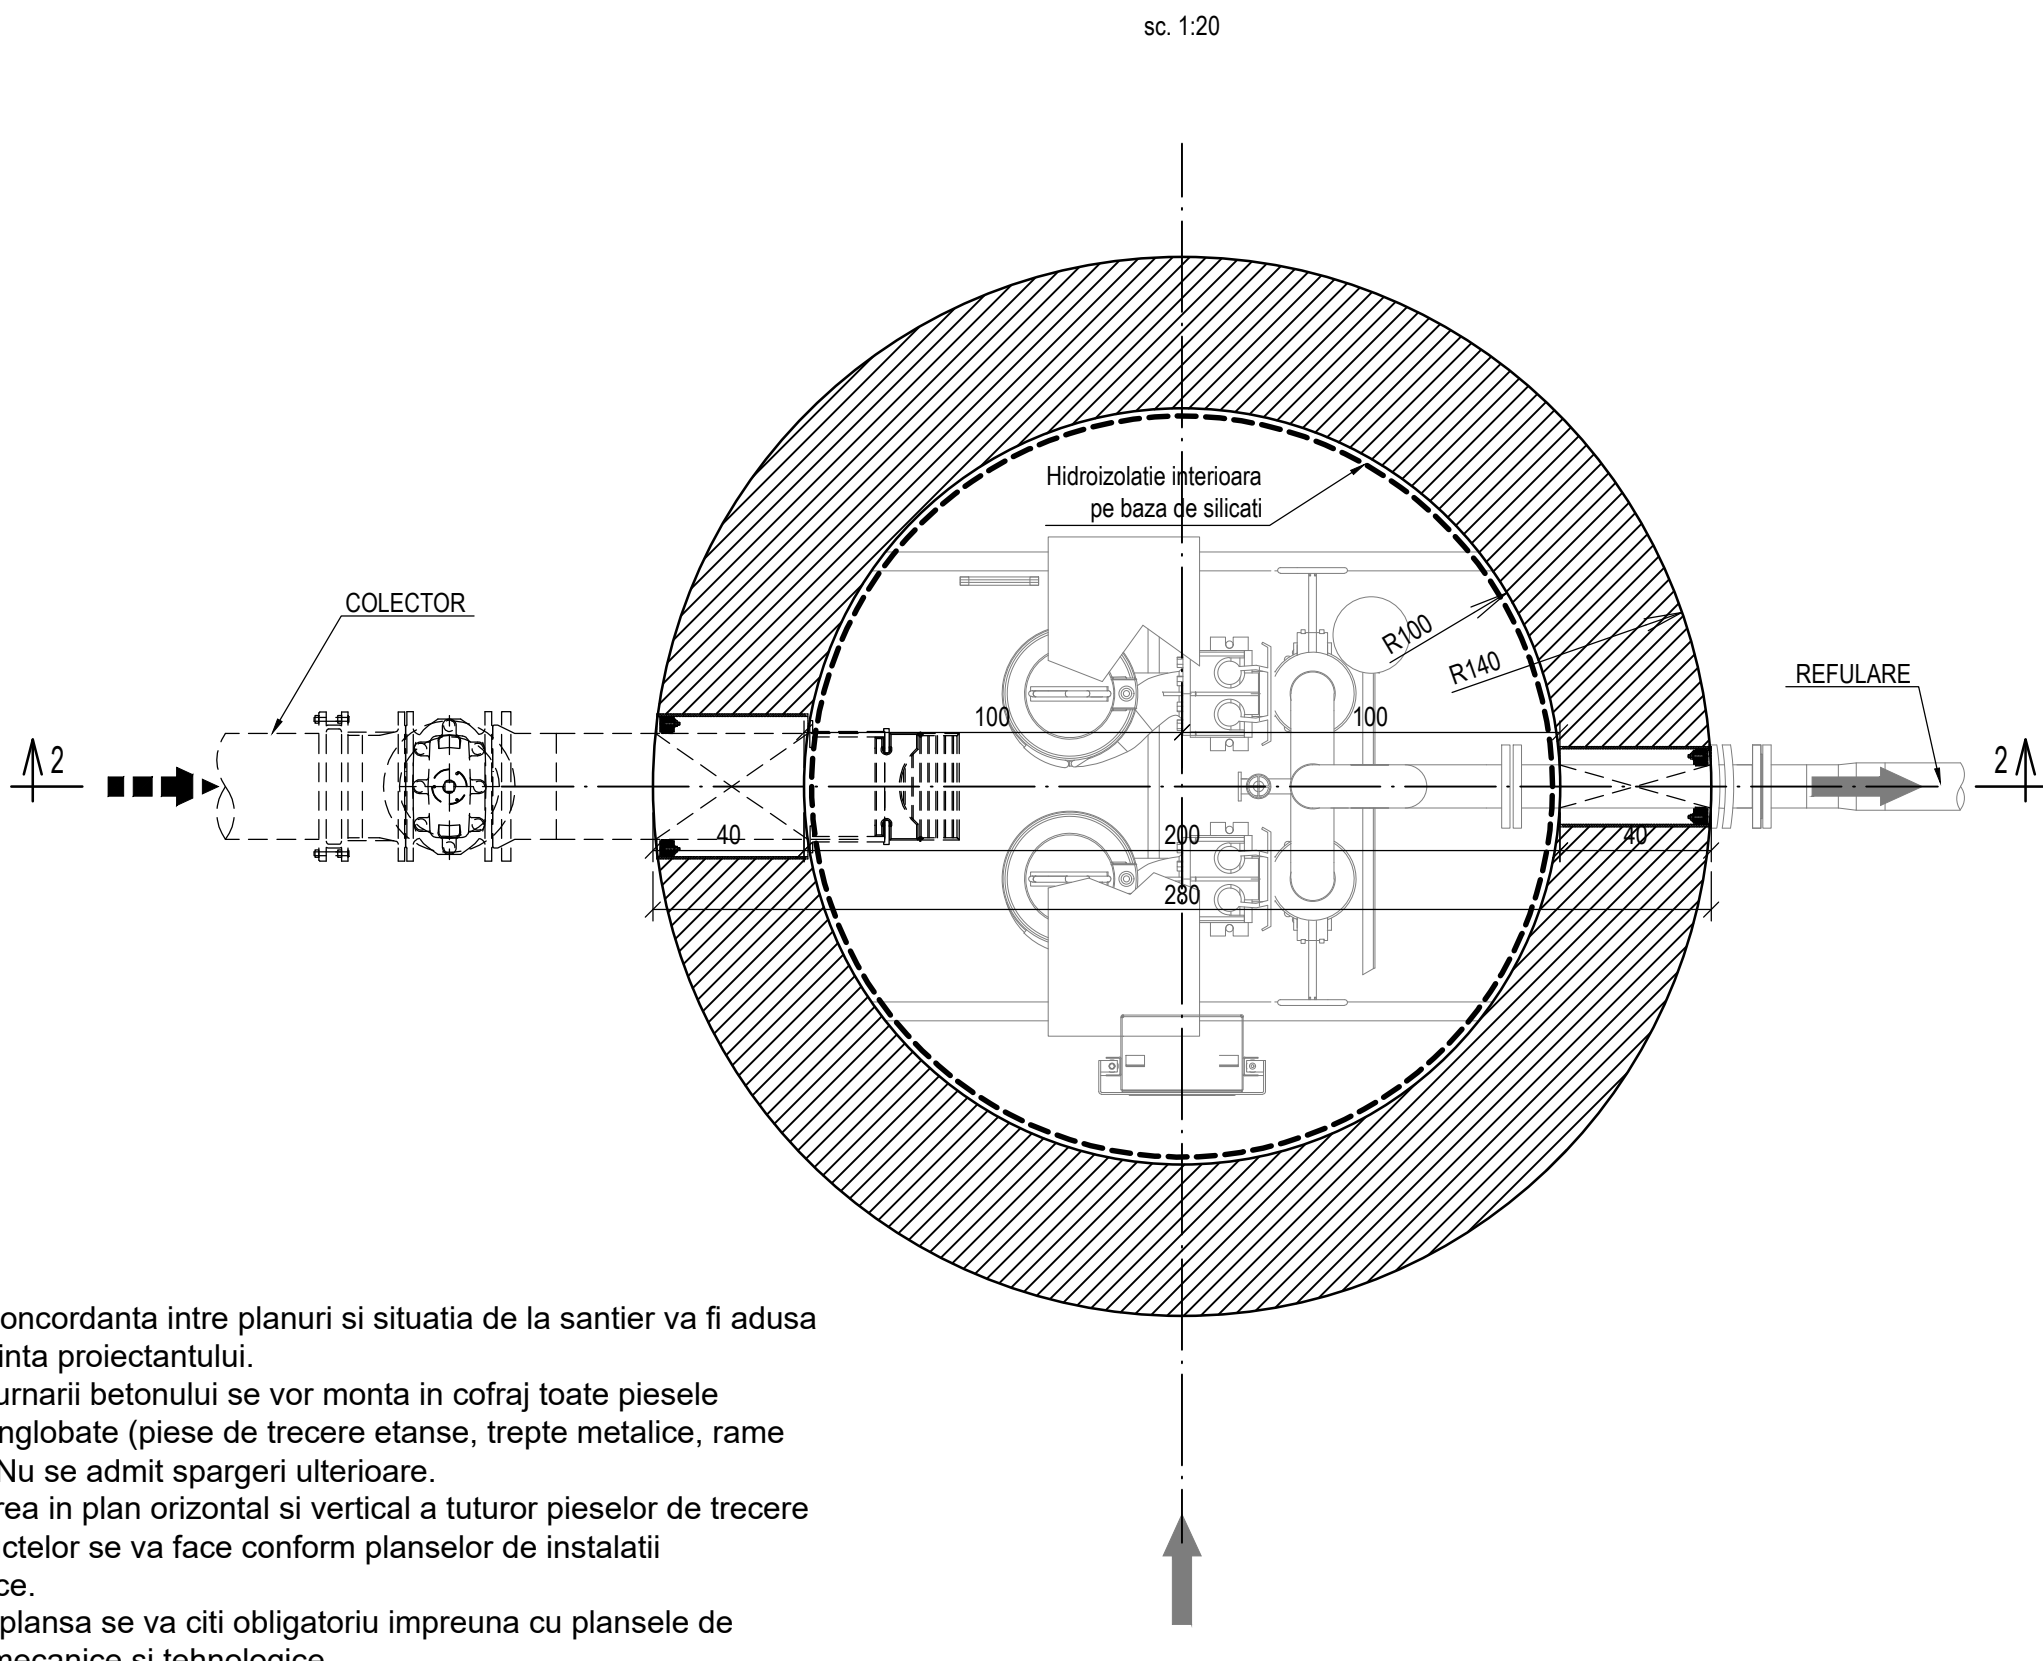 sc. 1:20
Hidroizolatie interioara
pe baza de silicati
COLECTOR
R100
R140
REFULARE
100
100
2
2
40
200
40
280
oncordanta intre planuri si situatia de la santier va fi adusa
inta proiectantului.
urnarii betonului se vor monta in cofraj toate piesele
nglobate (piese de trecere etanse, trepte metalice, rame
Nu se admit spargeri ulterioare.
rea in plan orizontal si vertical a tuturor pieselor de trecere
ctelor se va face conform planselor de instalatii
ce.
plansa se va citi obligatoriu impreuna cu plansele de
mecanice si tehnologice